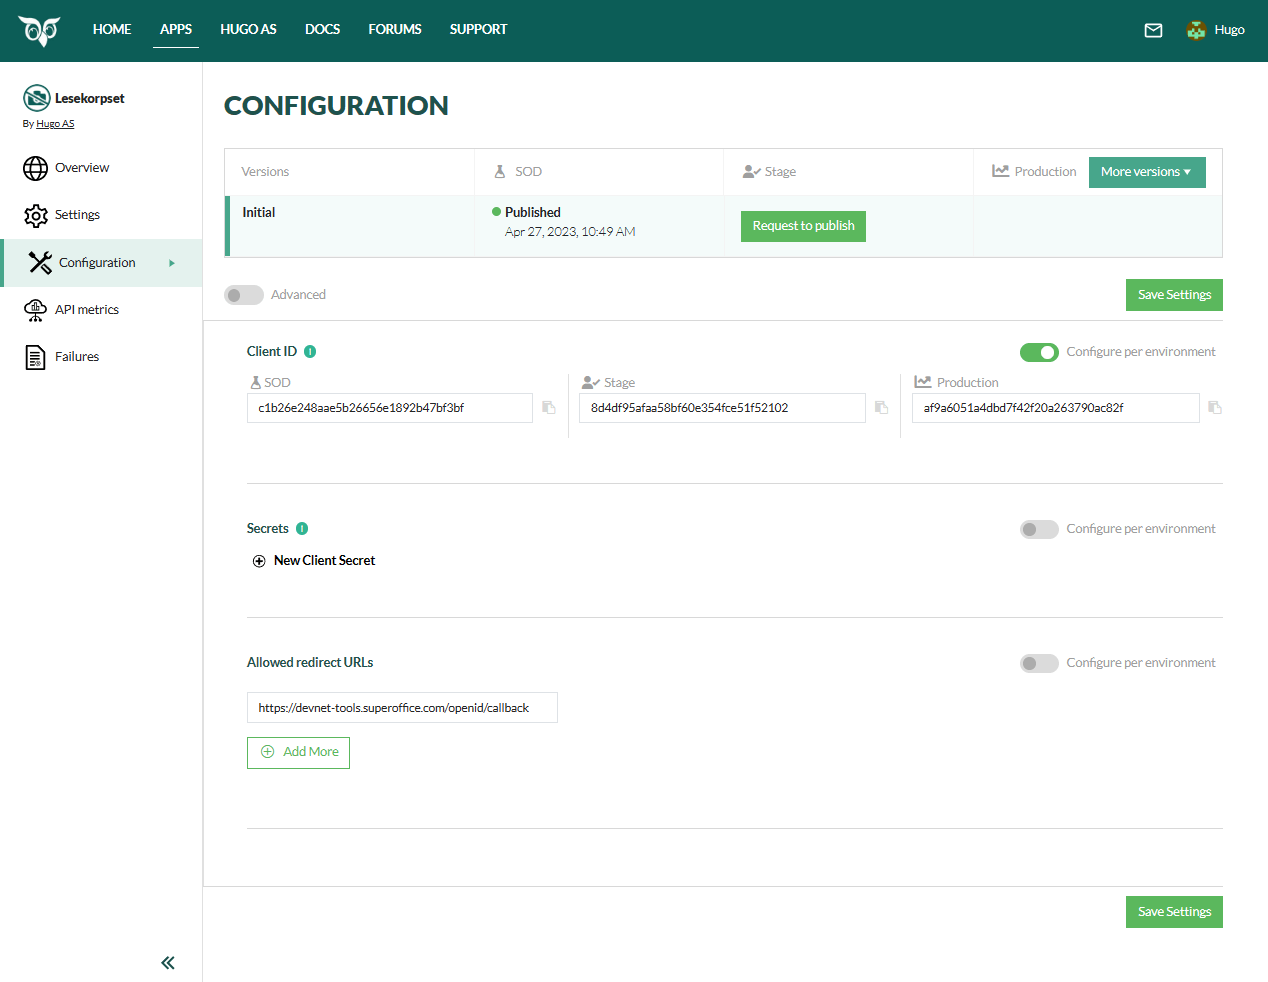 HOME APPS HUGO AS DOCS FORUMS SUPPORT Hugo
Lesekorpset
By Hugo AS
Overview
Settings
Configuration
API metrics
Failures
CONFIGURATION
Versions SOD Stage Production More versions
Initial Published Request to publish
Apr 27, 2023, 10:49 AM
Advanced Save Settings
Client ID Configure per environment
SOD Stage Production
c1b26e248aae5b26656e1892b47bf3bf 8d4df95afaa58bf60e354fce51f52102 af9a6051a4dbd7f42f20a263790ac82f
Secrets Configure per environment
New Client Secret
Allowed redirect URLs Configure per environment
https://devnet-tools.superoffice.com/openid/callback
Add More
Save Settings